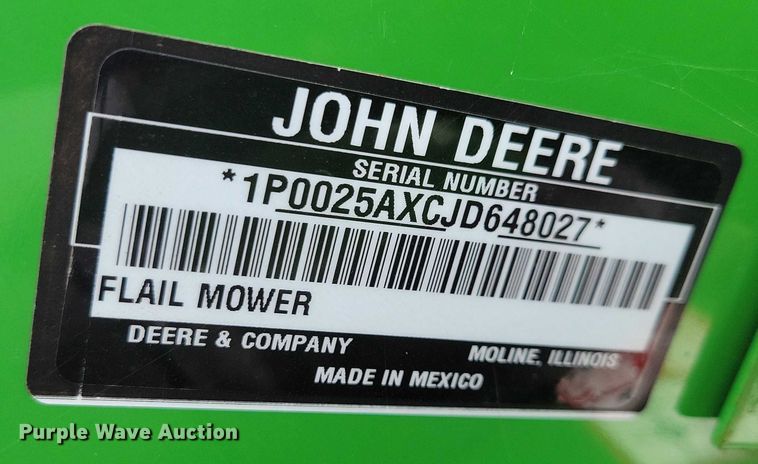 JOHN DEERE
SERIAL NUMBER
*1P0025AXCJD648027*
FLAIL MOWER
DEERE & COMPANY MOLINE, ILLINOIS
MADE IN MEXICO
Purple Wave Auction